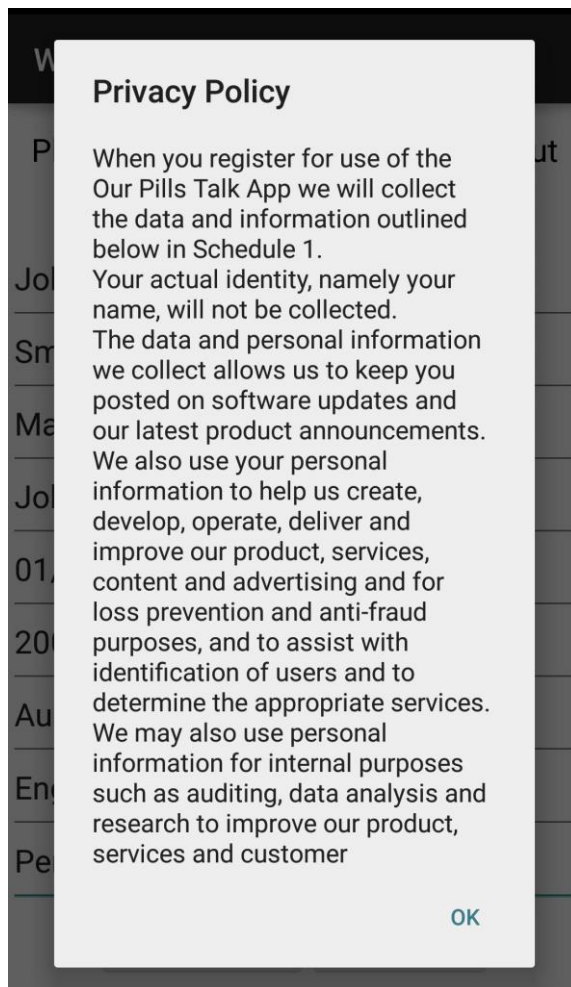 Privacy Policy
When you register for use of the
Our Pills Talk App we will collect
the data and information outlined
below in Schedule 1.
Your actual identity, namely your
name, will not be collected.
The data and personal information
we collect allows us to keep you
posted on software updates and
our latest product announcements.
We also use your personal
information to help us create,
develop, operate, deliver and
improve our product, services,
content and advertising and for
loss prevention and anti-fraud
purposes, and to assist with
identification of users and to
determine the appropriate services.
We may also use personal
information for internal purposes
such as auditing, data analysis and
research to improve our product,
services and customer
OK